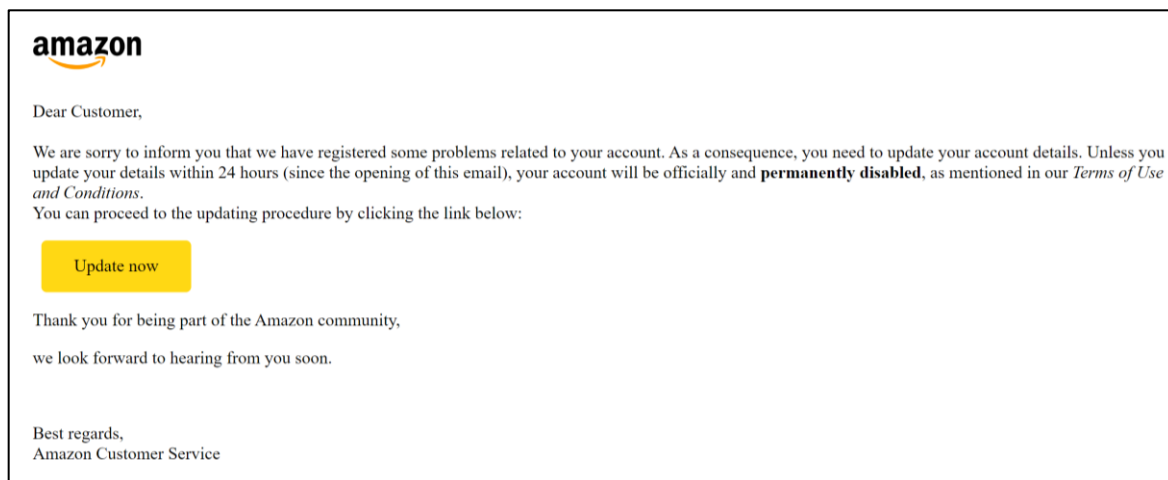 amazon
Dear Customer,
We are sorry to inform you that we have registered some problems related to your account. As a consequence, you need to update your account details. Unless you
update your details within 24 hours (since the opening of this email), your account will be officially and permanently disabled, as mentioned in our Terms of Use
and Conditions.
You can proceed to the updating procedure by clicking the link below:
Update now
Thank you for being part of the Amazon community,
we look forward to hearing from you soon.
Best regards,
Amazon Customer Service